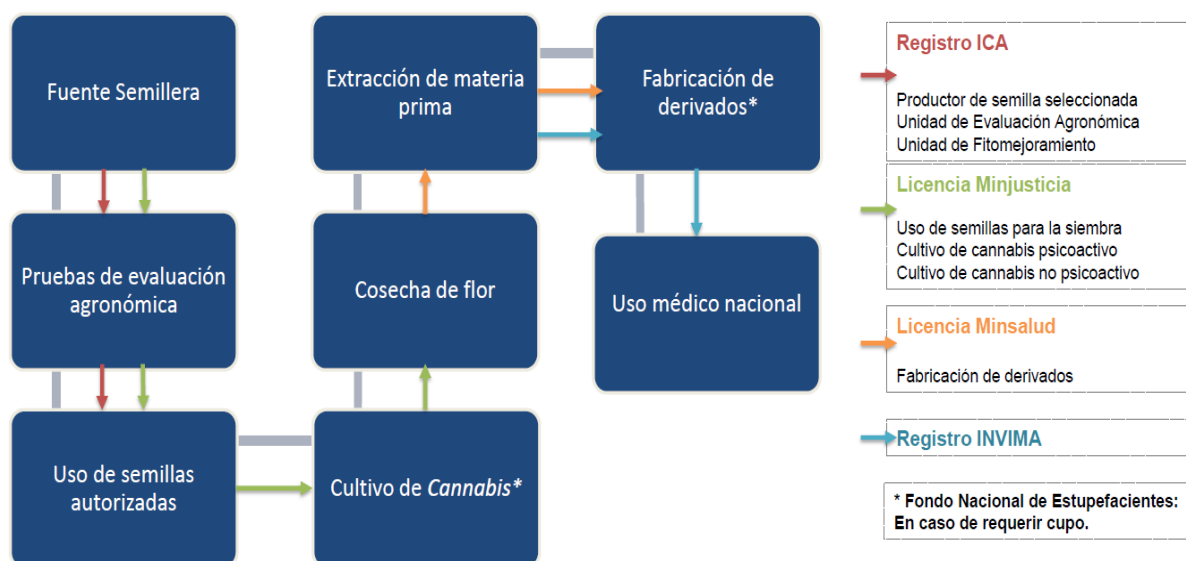 Fuente Semillera
Pruebas de evaluación
agronómica
Uso de semillas
autorizadas
Cultivo de Cannabis*
Cosecha de flor
Extracción de materia
prima
Fabricación de
derivados*
Uso médico nacional
Registro ICA
Productor de semilla seleccionada
Unidad de Evaluación Agronómica
Unidad de Fitomejoramiento
Licencia Minjusticia
Uso de semillas para la siembra
Cultivo de cannabis psicoactivo
Cultivo de cannabis no psicoactivo
Licencia Minsalud
Fabricación de derivados
Registro INVIMA
* Fondo Nacional de Estupefacientes:
En caso de requerir cupo.